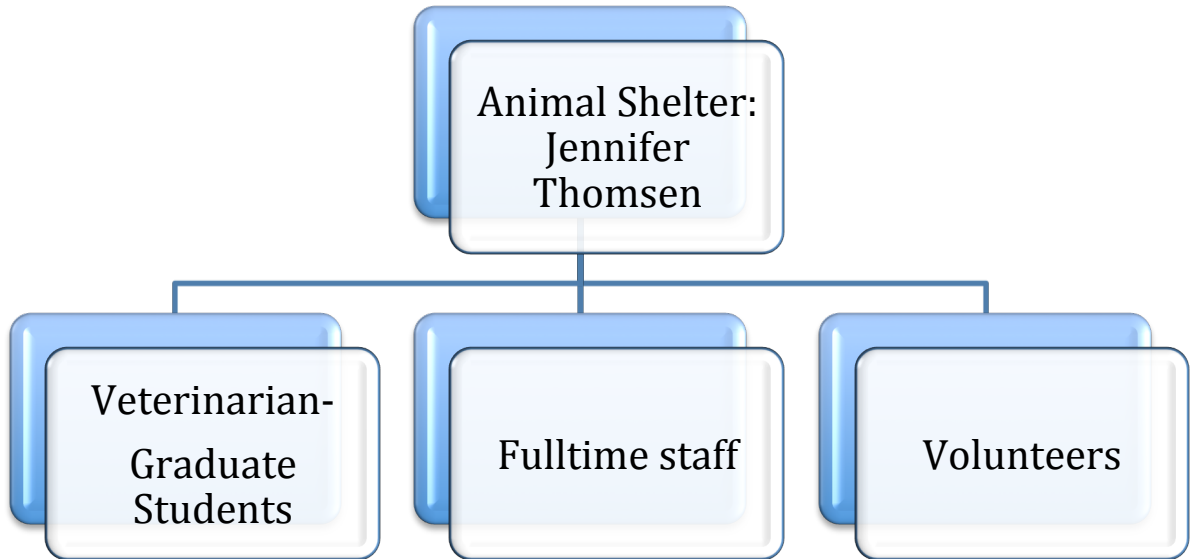 Animal Shelter:
Jennifer
Thomsen
Veterinarian-
Graduate
Students
Fulltime staff
Volunteers